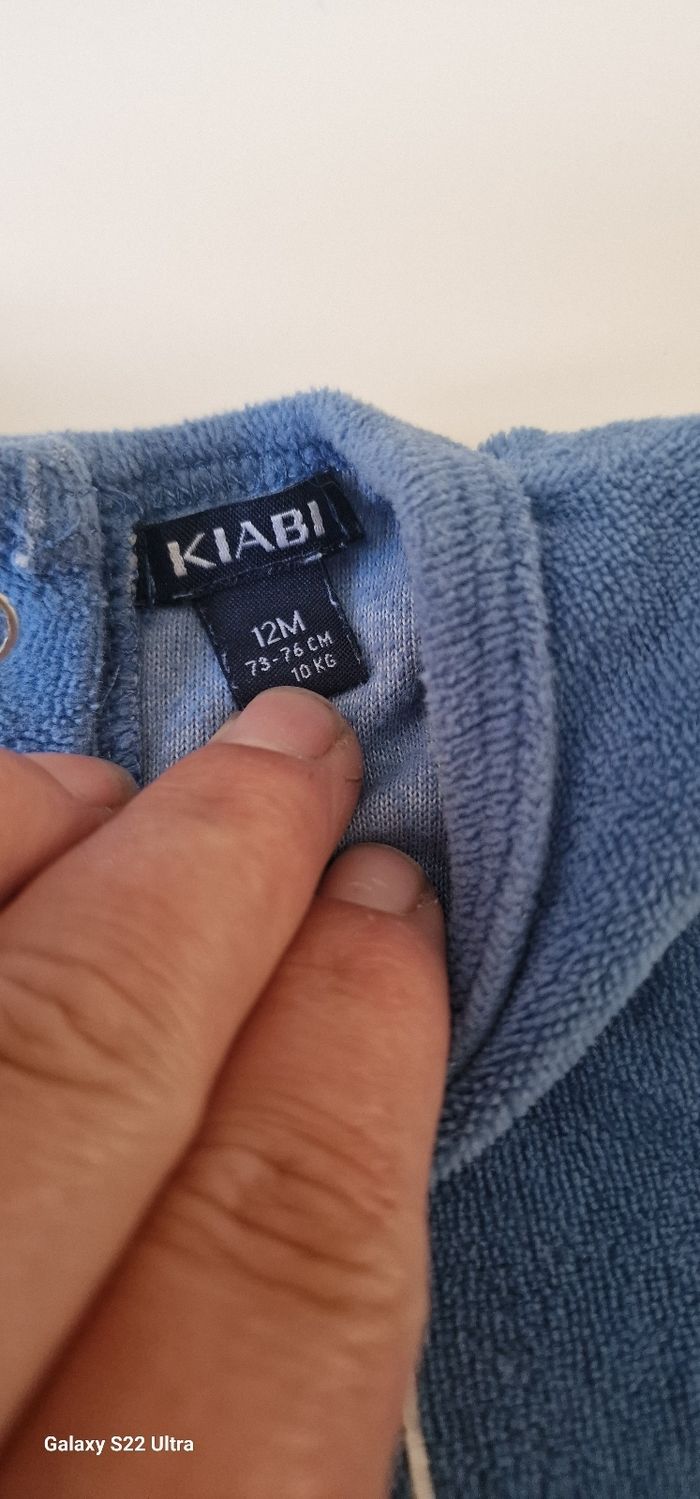 KIABI
12M
73-76 CM
10 KG
Galaxy S22 Ultra